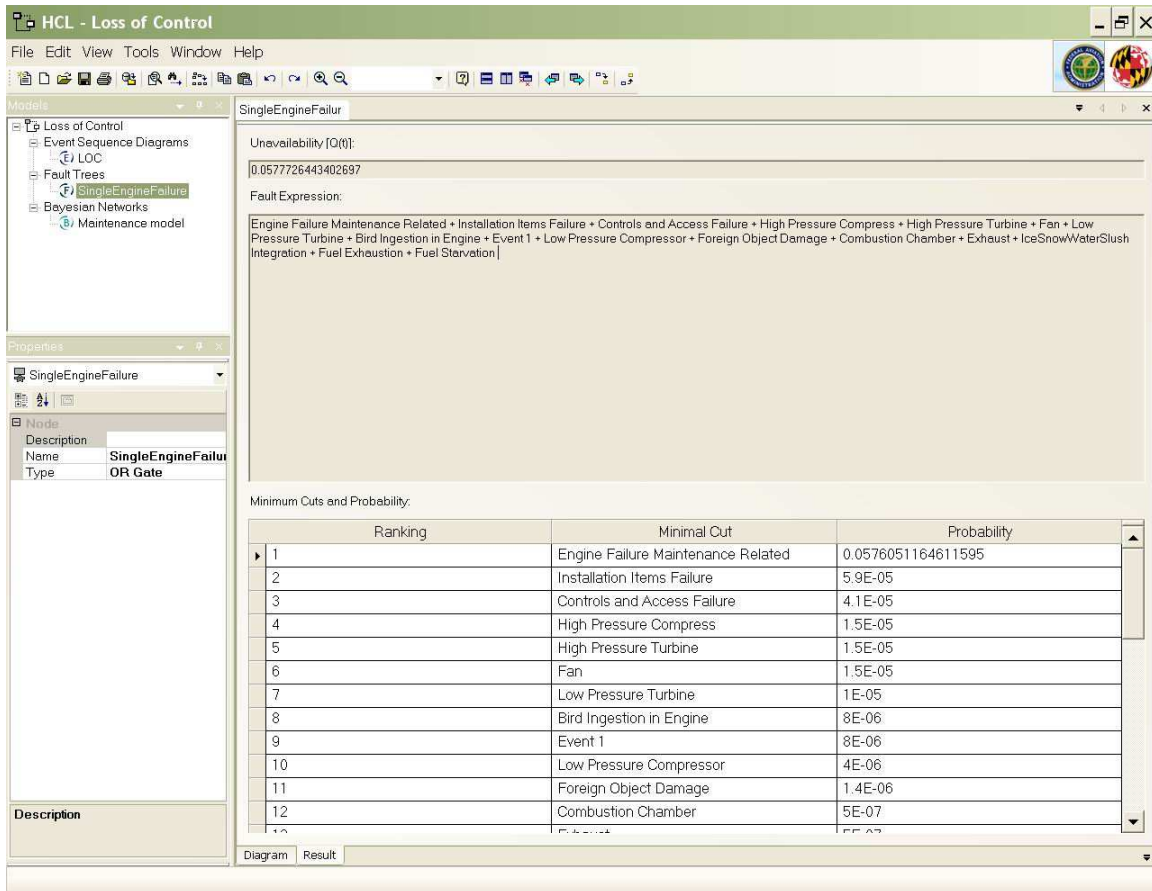 HCL - Loss of Control
File Edit View Tools Window Help
Models
SingleEngineFailur
Loss of Control
Event Sequence Diagrams
(E) LOC
Fault Trees
(F) SingleEngineFailure
Bayesian Networks
(B) Maintenance model
Unavailability [Q(t)]:
0.0577726443402697
Fault Expression:
Engine Failure Maintenance Related + Installation Items Failure + Controls and Access Failure + High Pressure Compress + High Pressure Turbine + Fan + Low
Pressure Turbine + Bird Ingestion in Engine + Event 1 + Low Pressure Compressor + Foreign Object Damage + Combustion Chamber + Exhaust + IceSnowWaterSlush
Integration + Fuel Exhaustion + Fuel Starvation
Properties
SingleEngineFailure
Node
Description
Name SingleEngineFailur
Type OR Gate
Minimum Cuts and Probability:
Ranking Minimal Cut Probability
1 Engine Failure Maintenance Related 0.0576051164611595
2 Installation Items Failure 5.9E-05
3 Controls and Access Failure 4.1E-05
4 High Pressure Compress 1.5E-05
5 High Pressure Turbine 1.5E-05
6 Fan 1.5E-05
7 Low Pressure Turbine 1E-05
8 Bird Ingestion in Engine 8E-06
9 Event 1 8E-06
10 Low Pressure Compressor 4E-06
11 Foreign Object Damage 1.4E-06
12 Combustion Chamber 5E-07
Description
Diagram Result